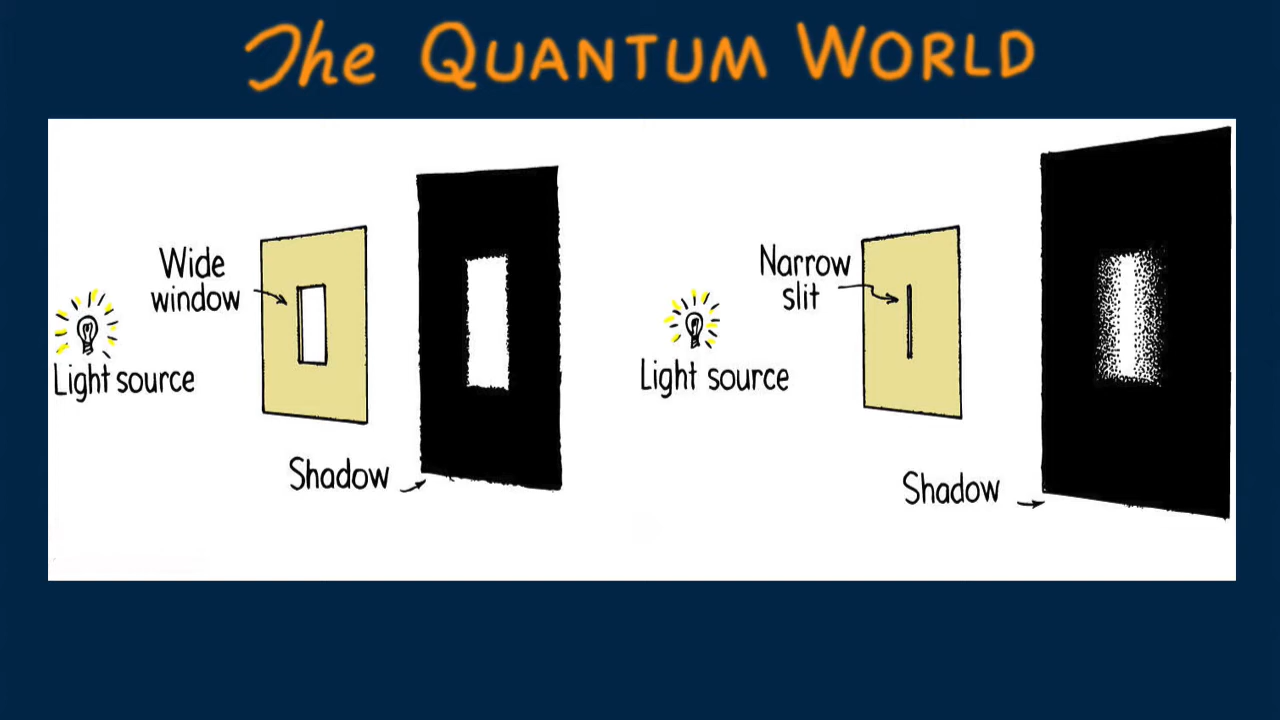 The QUANTUM WORLD
Wide
window
Light source
Shadow
Narrow
slit
Light source
Shadow